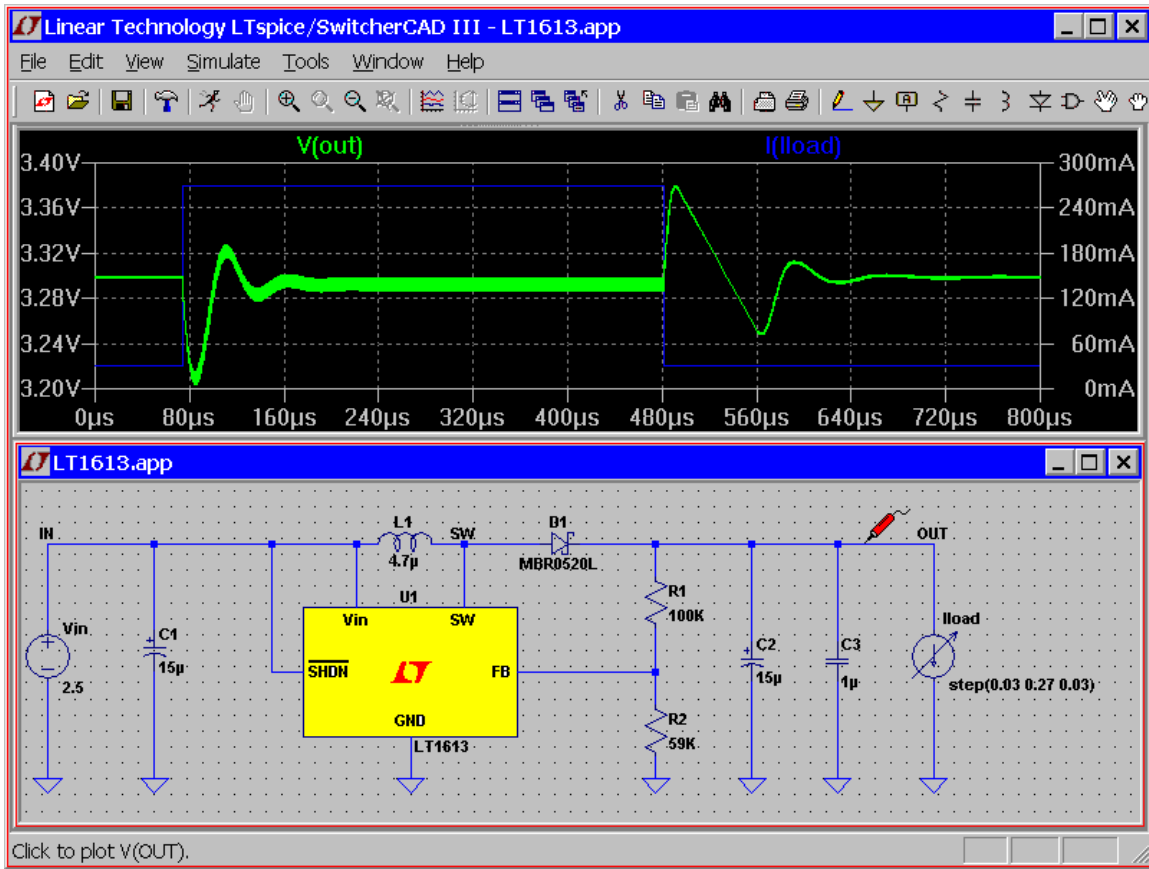 Linear Technology LTspice/SwitcherCAD III - LT1613.app
File Edit View Simulate Tools Window Help
V(out) I(Iload)
3.40V 300mA
3.36V 240mA
3.32V 180mA
3.28V 120mA
3.24V 60mA
3.20V 0mA
0µs 80µs 160µs 240µs 320µs 400µs 480µs 560µs 640µs 720µs 800µs
LT1613.app
IN L1 SW D1 OUT
4.7µ MBR0520L
U1 R1
Vin SW 100K
Vin C1 C2 C3 Iload
15µ SHDN FB 15µ 1µ
2.5 step(0.03 0.27 0.03)
GND R2
LT1613 59K
Click to plot V(OUT).